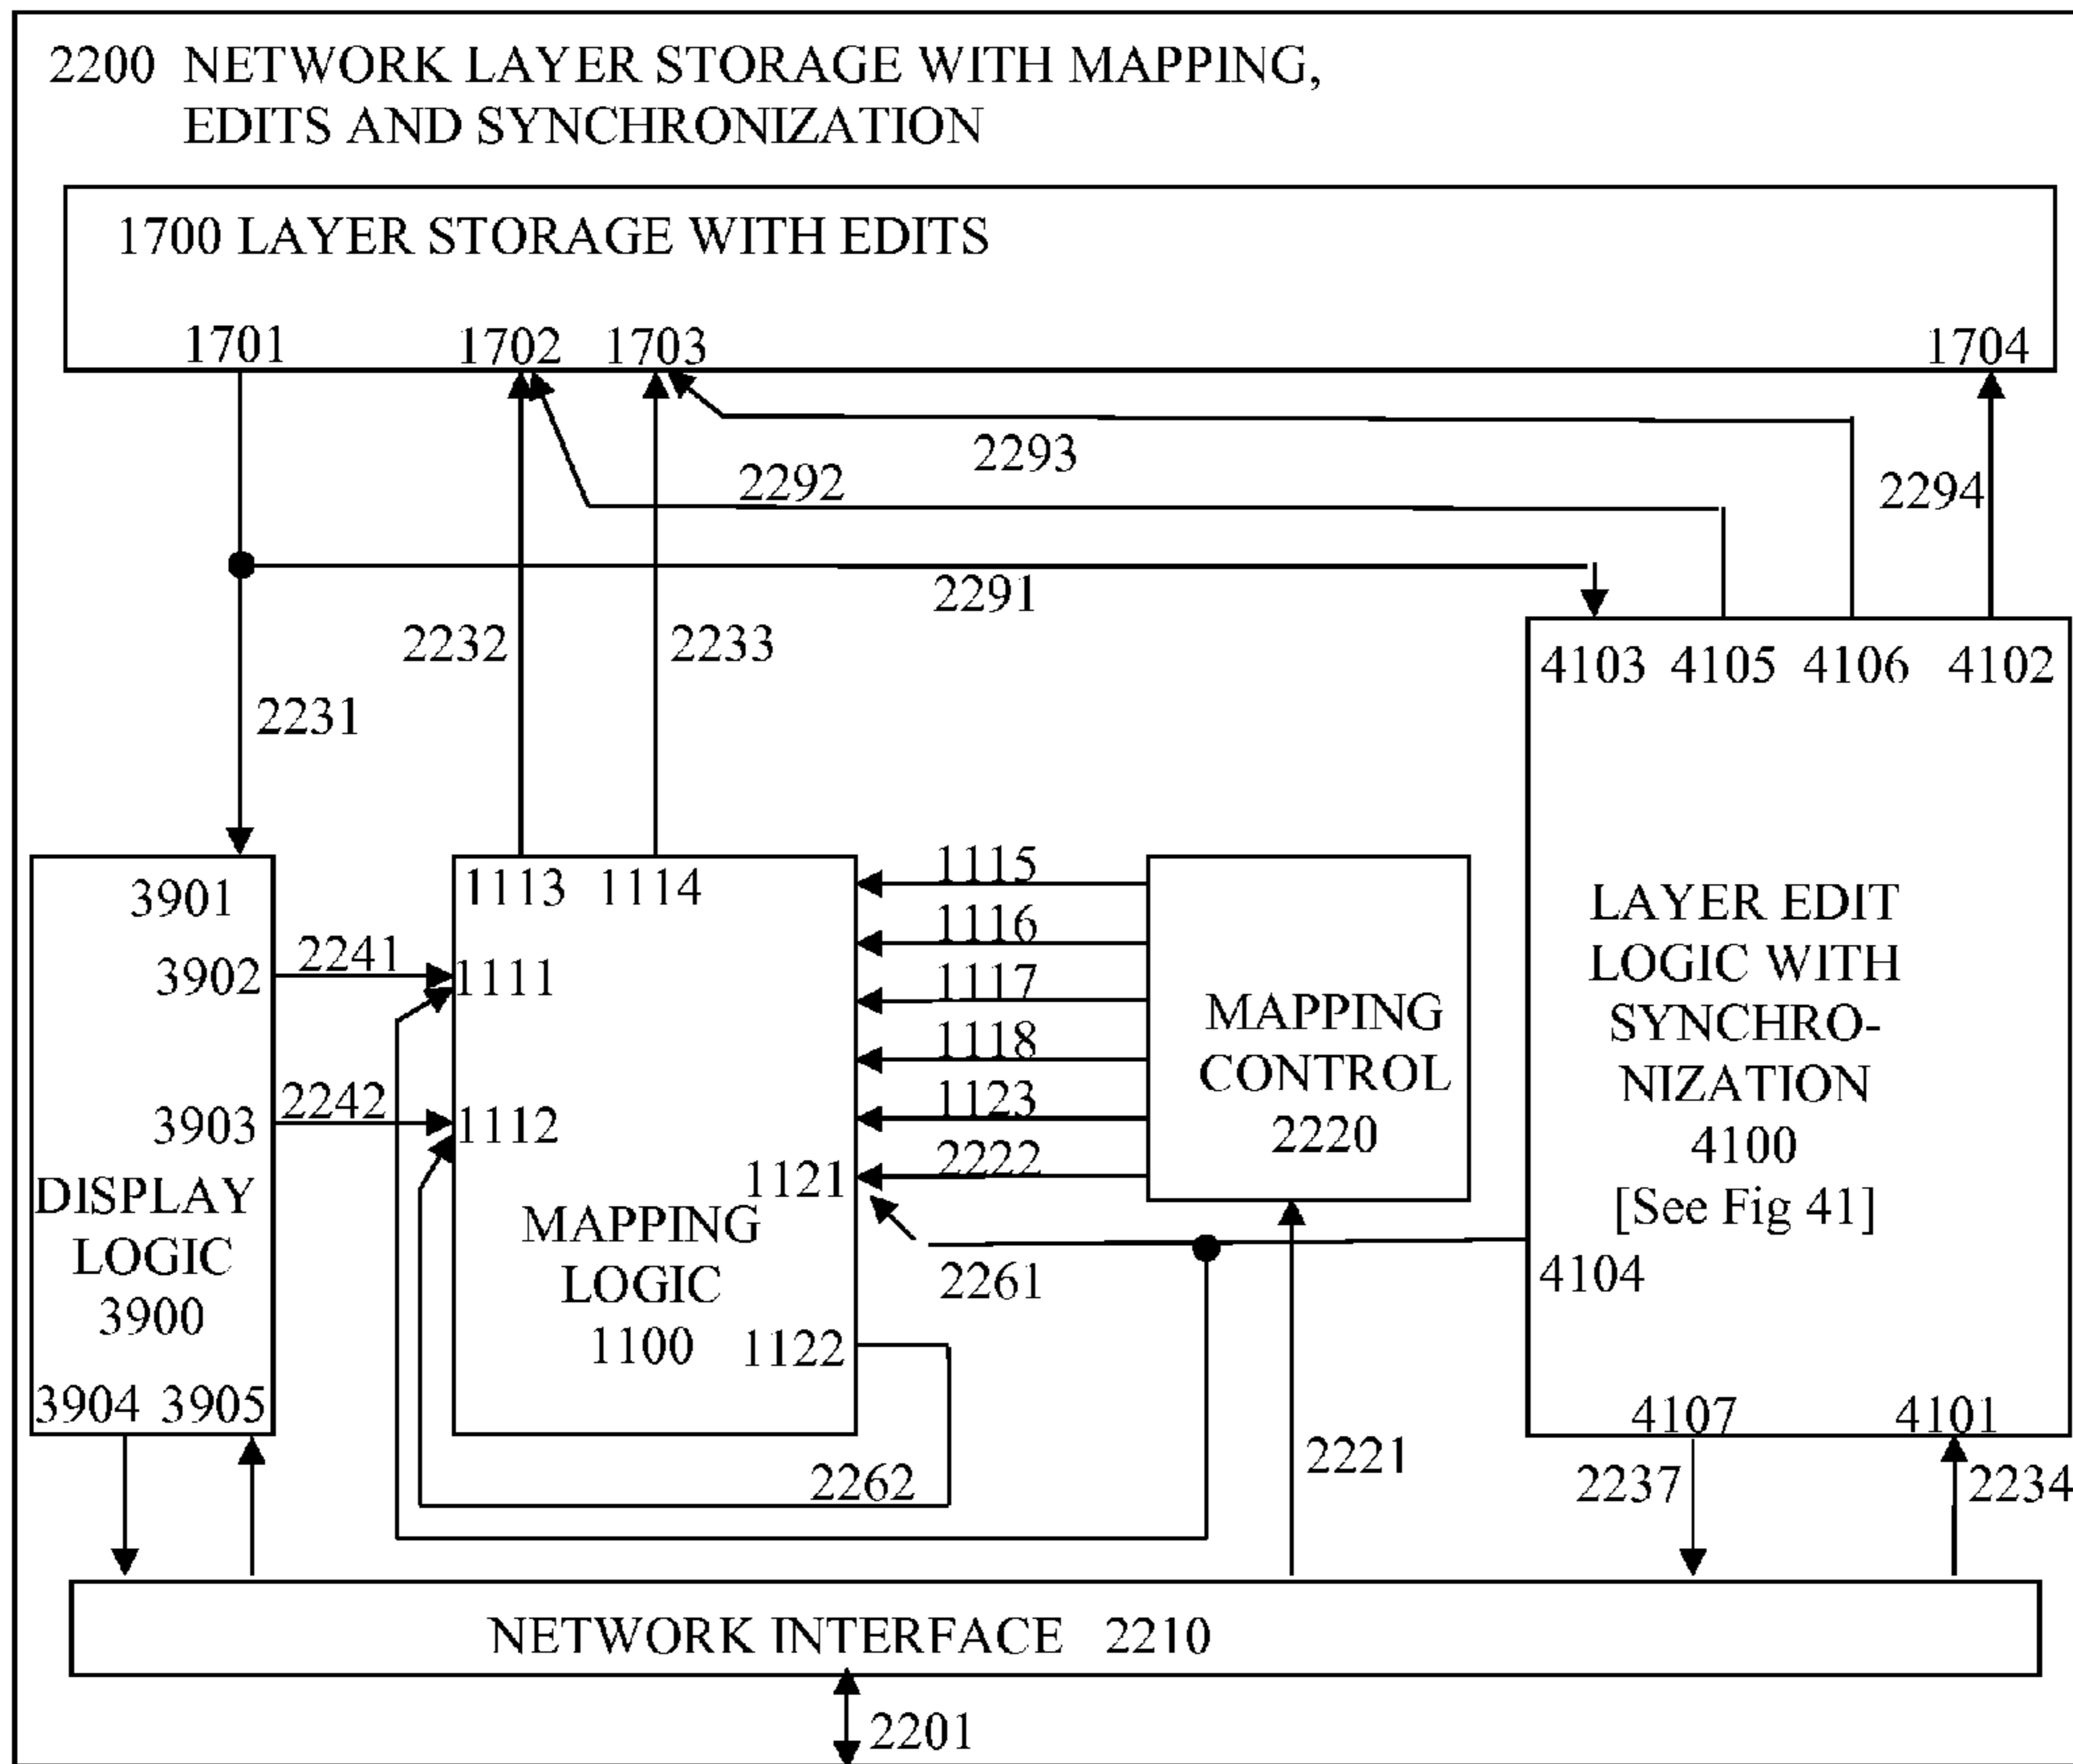 2200 NETWORK LAYER STORAGE WITH MAPPING,
EDITS AND SYNCHRONIZATION
1700 LAYER STORAGE WITH EDITS
1701 1702 1703 1704
2293
2292
2294
2291
2232 2233
4103 4105 4106 4102
2231
3901
3902
3903
DISPLAY
LOGIC
3900
3904 3905
2241
2242
1113 1114
1111
1112
1121
MAPPING
LOGIC
1100
1122
1115
1116
1117
1118
1123
2222
MAPPING
CONTROL
2220
LAYER EDIT
LOGIC WITH
SYNCHRO-
NIZATION
4100
[See Fig 41]
4104
2261
4107 4101
2262
2221
2237
2234
NETWORK INTERFACE 2210
2201